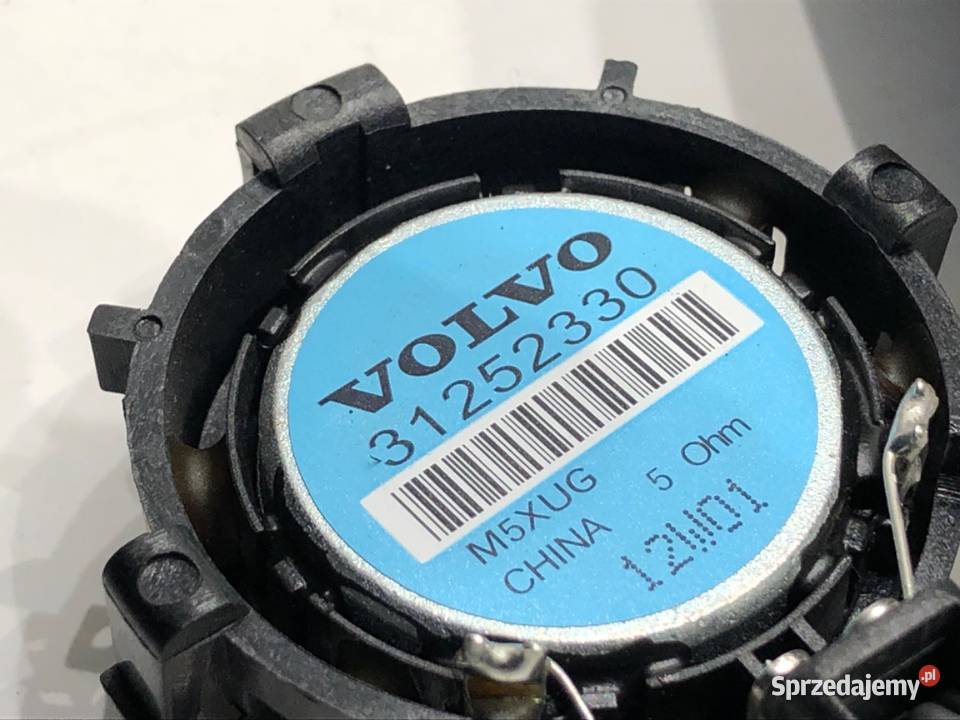 VOLVO
31252330
M5XUG 5 Ohm
CHINA 12W01
Sprzedajemy.pl